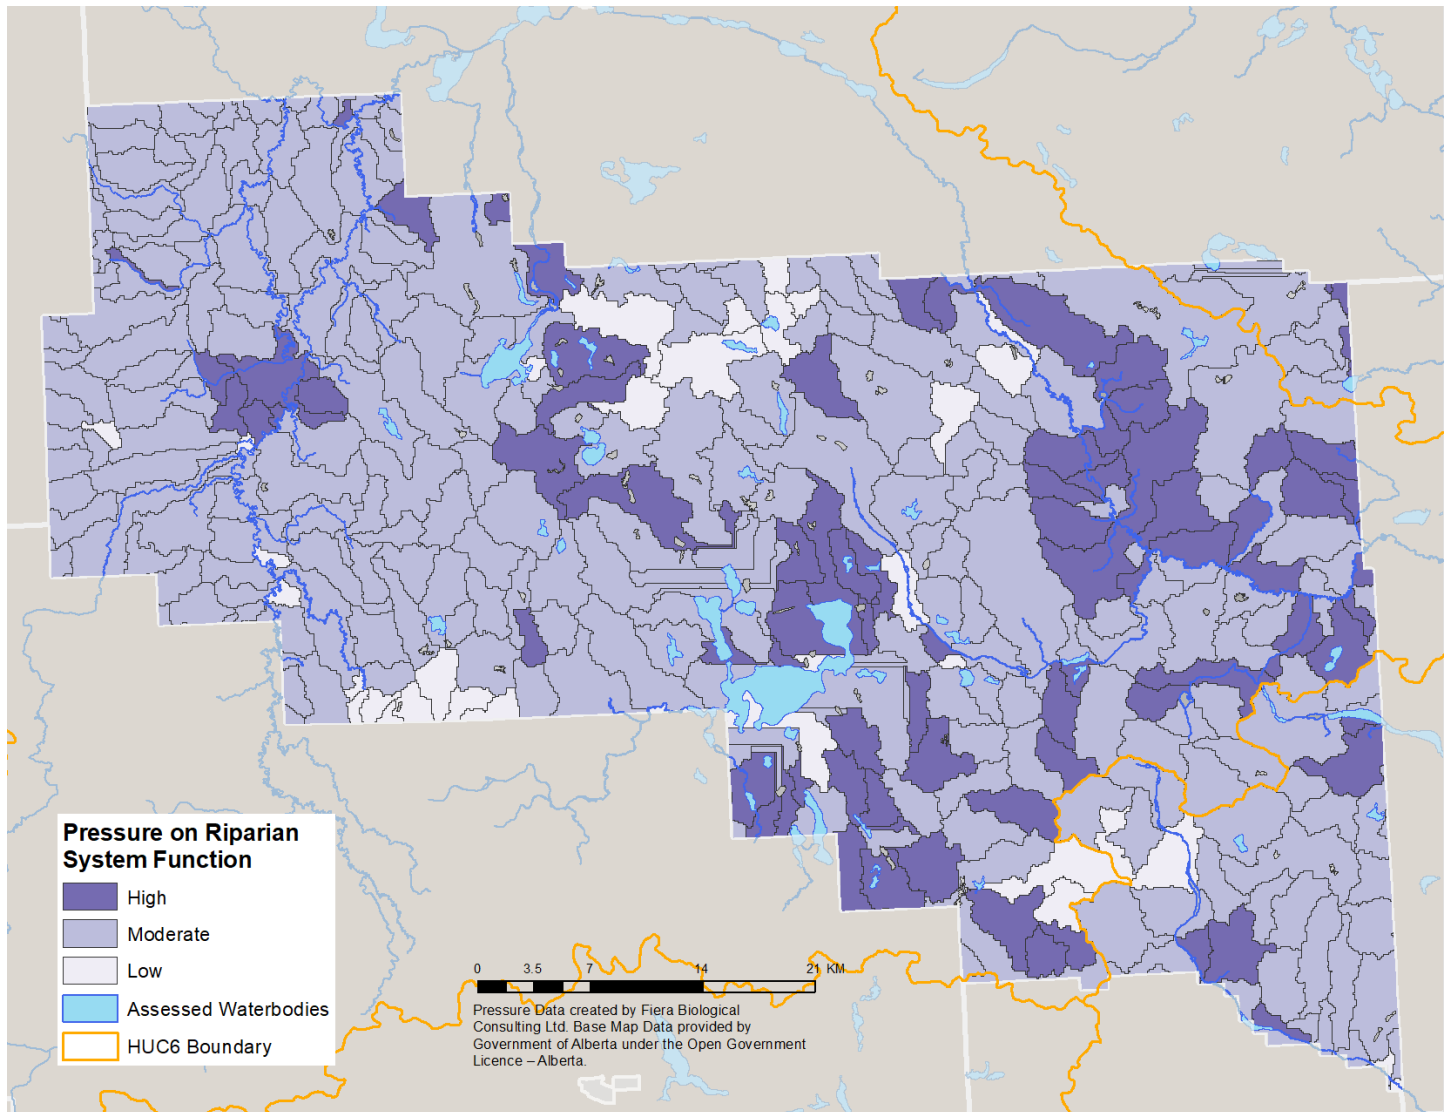 Pressure on Riparian
System Function
High
Moderate
Low
Assessed Waterbodies
HUC6 Boundary
0 3.5 7 14 21 KM
Pressure Data created by Fiera Biological
Consulting Ltd. Base Map Data provided by
Government of Alberta under the Open Government
Licence – Alberta.